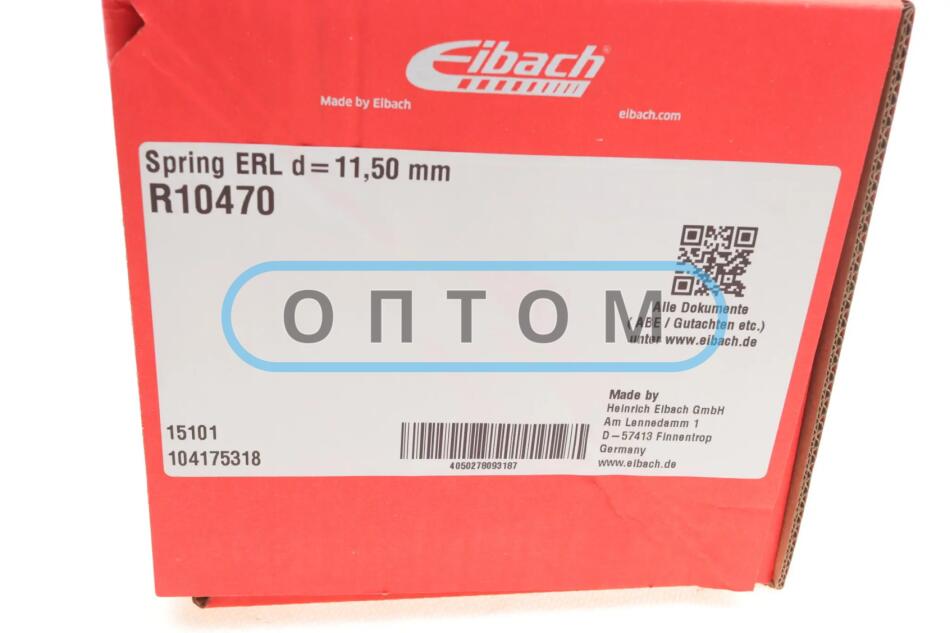 Eibach
Made by Eibach
eibach.com
Spring ERL d=11,50 mm
R10470
Alle Dokumente
( ABE / Gutachten etc.)
unter www.eibach.de
ОПТОМ
Made by
Heinrich Eibach GmbH
Am Lennedamm 1
D-57413 Finnentrop
Germany
www.eibach.de
15101
104175318
4050278093187